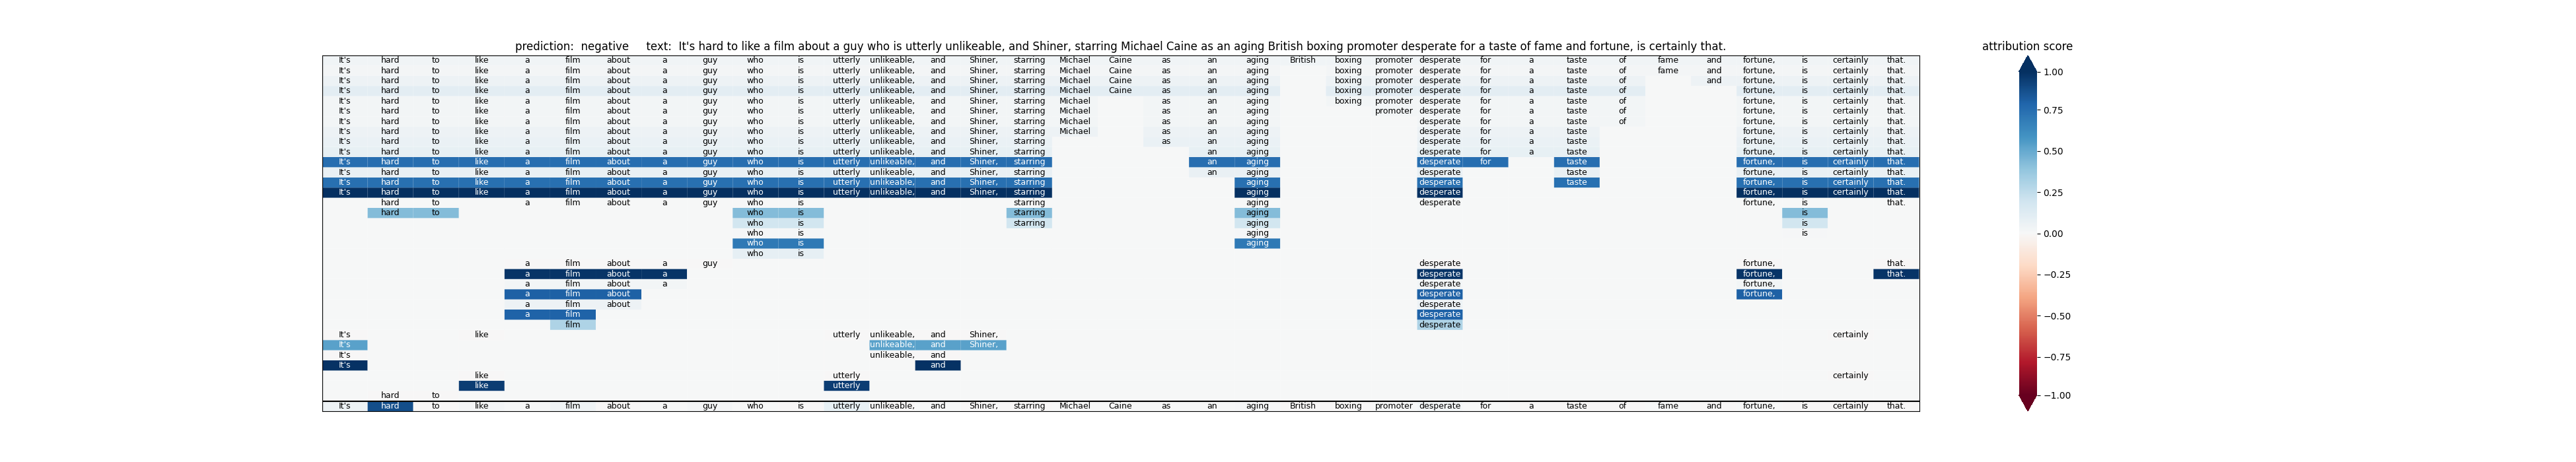 prediction: negative text: It's hard to like a film about a guy who is utterly unlikeable, and Shiner, starring Michael Caine as an aging British boxing promoter desperate for a taste of fame and fortune, is certainly that.
attribution score
It's hard to like a film about a guy who is utterly unlikeable, and Shiner, starring Michael Caine as an aging British boxing promoter desperate for a taste of fame and fortune, is certainly that.
It's hard to like a film about a guy who is utterly unlikeable, and Shiner, starring Michael Caine as an aging boxing promoter desperate for a taste of fame and fortune, is certainly that.
It's hard to like a film about a guy who is utterly unlikeable, and Shiner, starring Michael Caine as an aging boxing promoter desperate for a taste of and fortune, is certainly that.
It's hard to like a film about a guy who is utterly unlikeable, and Shiner, starring Michael Caine as an aging boxing promoter desperate for a taste of fortune, is certainly that.
It's hard to like a film about a guy who is utterly unlikeable, and Shiner, starring Michael as an aging boxing promoter desperate for a taste of fortune, is certainly that.
It's hard to like a film about a guy who is utterly unlikeable, and Shiner, starring Michael as an aging promoter desperate for a taste of fortune, is certainly that.
It's hard to like a film about a guy who is utterly unlikeable, and Shiner, starring Michael as an aging desperate for a taste of fortune, is certainly that.
It's hard to like a film about a guy who is utterly unlikeable, and Shiner, starring Michael as an aging desperate for a taste fortune, is certainly that.
It's hard to like a film about a guy who is utterly unlikeable, and Shiner, starring as an aging desperate for a taste fortune, is certainly that.
It's hard to like a film about a guy who is utterly unlikeable, and Shiner, starring an aging desperate for a taste fortune, is certainly that.
It's hard to like a film about a guy who is utterly unlikeable, and Shiner, starring an aging desperate for taste fortune, is certainly that.
It's hard to like a film about a guy who is utterly unlikeable, and Shiner, starring an aging desperate taste fortune, is certainly that.
It's hard to like a film about a guy who is utterly unlikeable, and Shiner, starring aging desperate taste fortune, is certainly that.
It's hard to like a film about a guy who is utterly unlikeable, and Shiner, starring aging desperate fortune, is certainly that.
hard to a film about a guy who is starring aging desperate fortune, is that.
hard to who is starring aging is
who is starring aging is
who is aging is
who is aging
who is
a film about a guy desperate fortune, that.
a film about a desperate fortune, that.
a film about a desperate fortune,
a film about desperate fortune,
a film about desperate
a film desperate
film desperate
It's like utterly unlikeable, and Shiner, certainly
It's unlikeable, and Shiner,
It's unlikeable, and
It's and
like utterly certainly
like utterly
hard to
It's hard to like a film about a guy who is utterly unlikeable, and Shiner, starring Michael Caine as an aging British boxing promoter desperate for a taste of fame and fortune, is certainly that.
1.00
0.75
0.50
0.25
0.00
−0.25
−0.50
−0.75
−1.00